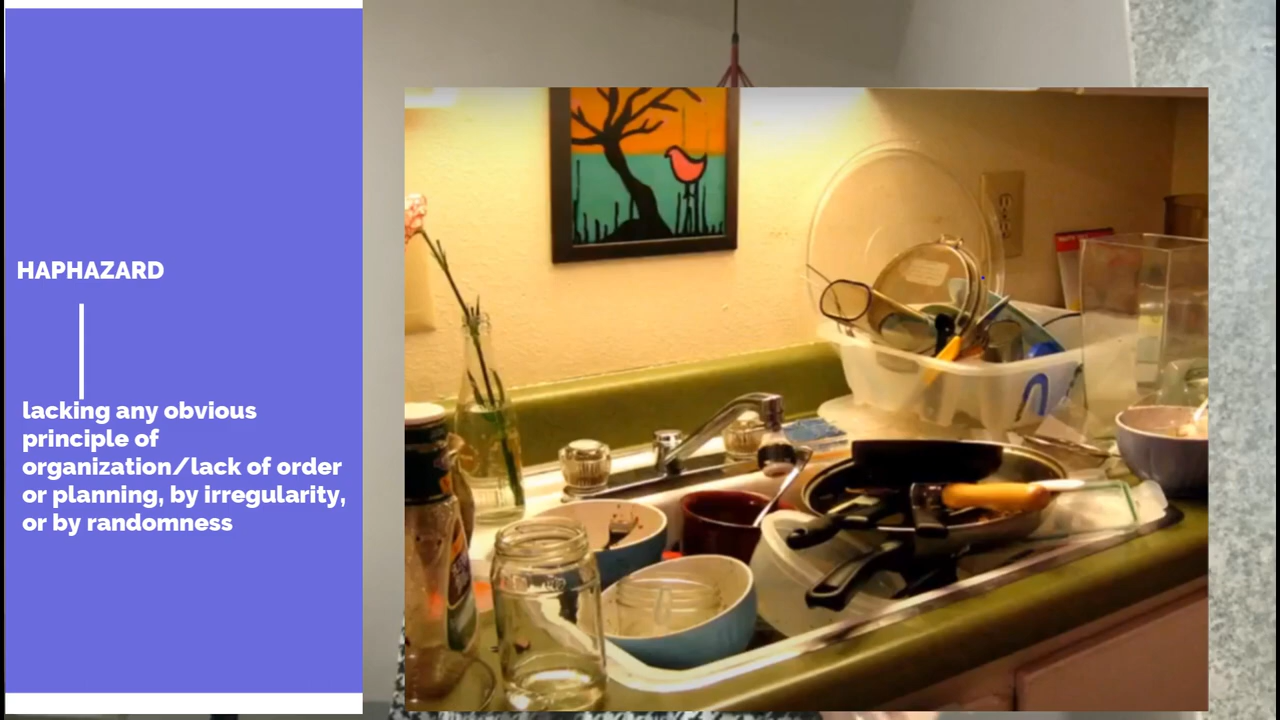 HAPHAZARD
lacking any obvious
principle of
organization/lack of order
or planning, by irregularity,
or by randomness